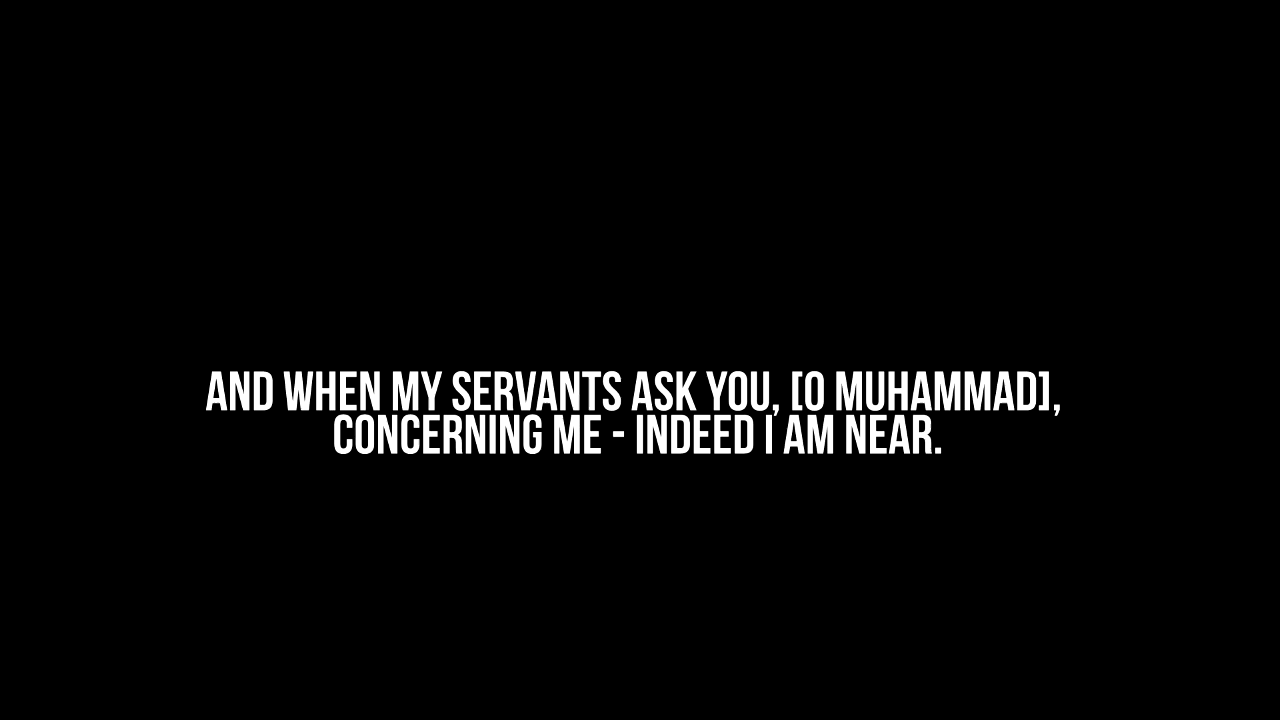 AND WHEN MY SERVANTS ASK YOU, [O MUHAMMAD],
CONCERNING ME - INDEED I AM NEAR.